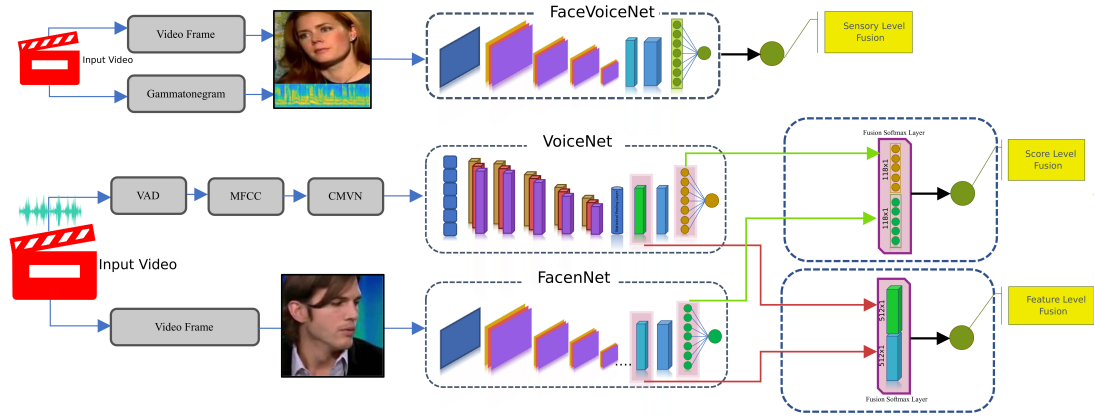 FaceVoiceNet
Video Frame
Input Video
Gammatonegram
Sensory Level
Fusion
VoiceNet
Fusion Softmax Layer
118x1
118x1
Score Level
Fusion
VAD
MFCC
CMVN
Input Video
FacenNet
Video Frame
....
512x1
512x1
Fusion Softmax Layer
Feature Level
Fusion